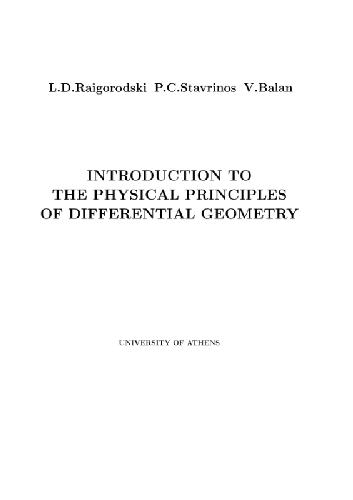 L.D.Raigorodski P.C.Stavrinos V.Balan
INTRODUCTION TO
THE PHYSICAL PRINCIPLES
OF DIFFERENTIAL GEOMETRY
UNIVERSITY OF ATHENS